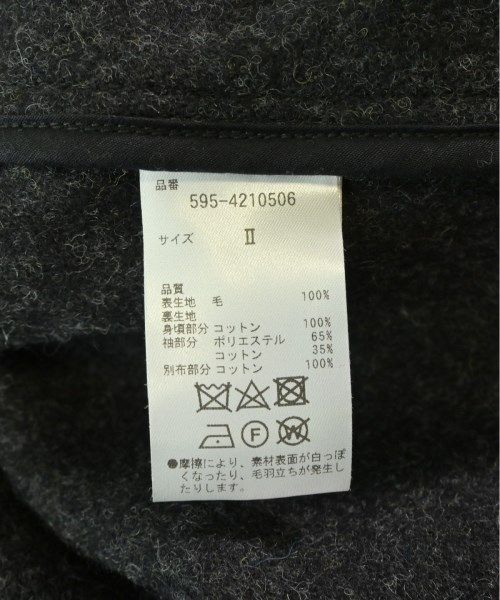 品番
595-4210506
サイズ Ⅱ
品質
表生地 毛 100%
裏生地
身頃部分 コットン 100%
袖部分 ポリエステル 65%
コットン 35%
別布部分 コットン 100%
F W
●摩擦により、素材表面が白っぽ
くなったり、毛羽立ちが発生し
たりします。